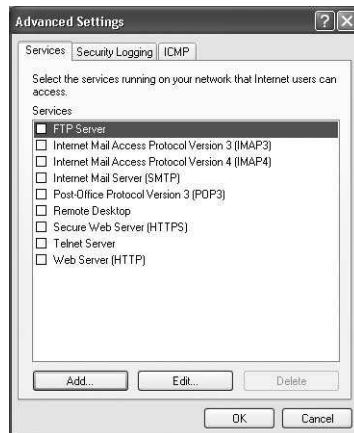 Advanced Settings
Services Security Logging ICMP
Select the services running on your network that Internet users can
access.
Services
FTP Server
Internet Mail Access Protocol Version 3 (IMAP3)
Internet Mail Access Protocol Version 4 (IMAP4)
Internet Mail Server (SMTP)
Post-Office Protocol Version 3 (POP3)
Remote Desktop
Secure Web Server (HTTPS)
Telnet Server
Web Server (HTTP)
Add... Edit... Delete
OK Cancel